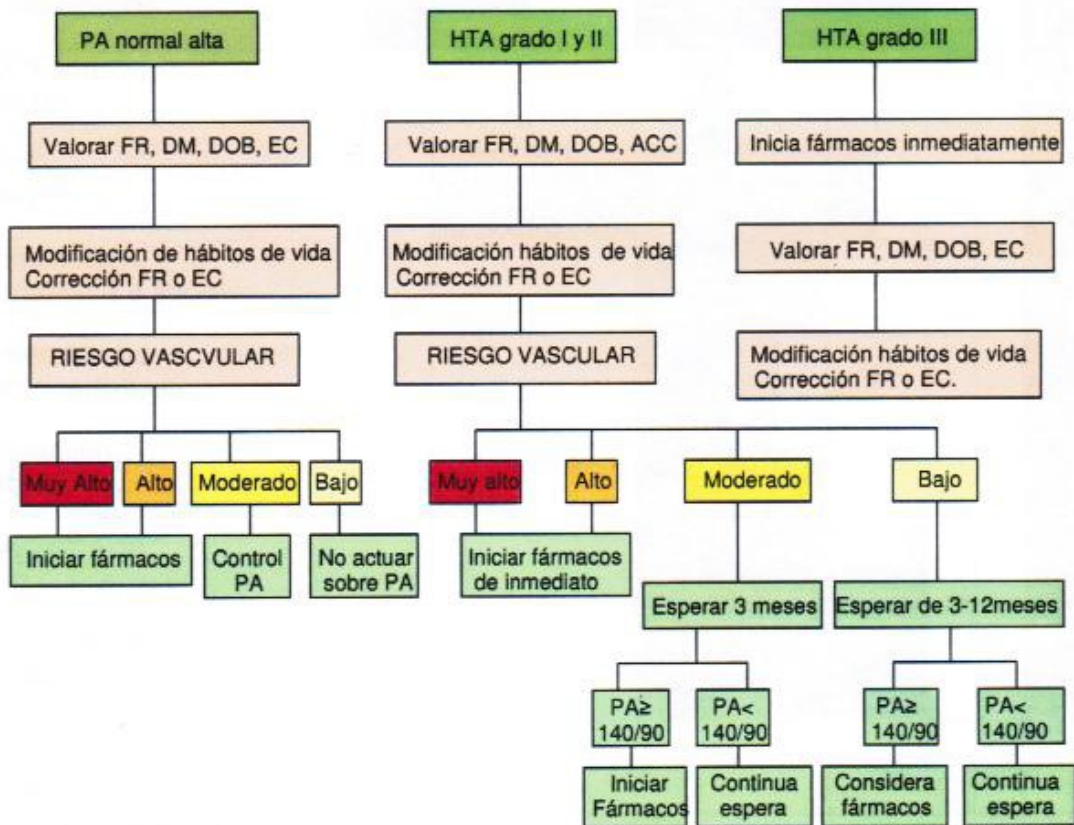 PA normal alta
HTA grado I y II
HTA grado III
Valorar FR, DM, DOB, EC
Valorar FR, DM, DOB, ACC
Inicia fármacos inmediatamente
Modificación de hábitos de vida
Corrección FR o EC
Modificación hábitos de vida
Corrección FR o EC
Valorar FR, DM, DOB, EC
RIESGO VASCVULAR
RIESGO VASCULAR
Modificación hábitos de vida
Corrección FR o EC.
Muy Alto
Alto
Moderado
Bajo
Muy alto
Alto
Moderado
Bajo
Iniciar fármacos
Control
PA
No actuar
sobre PA
Iniciar fármacos
de inmediato
Esperar 3 meses
Esperar de 3-12meses
PA≥
140/90
PA<
140/90
PA≥
140/90
PA<
140/90
Iniciar
Fármacos
Continua
espera
Considera
fármacos
Continua
espera